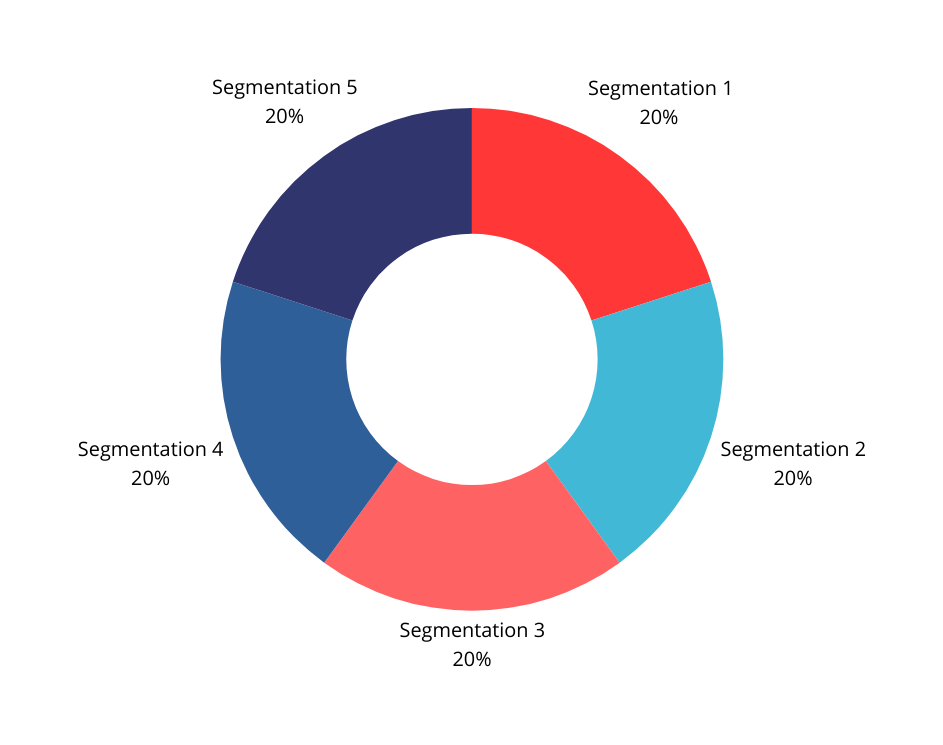 Segmentation 5
20%
Segmentation 1
20%
Segmentation 4
20%
Segmentation 2
20%
Segmentation 3
20%